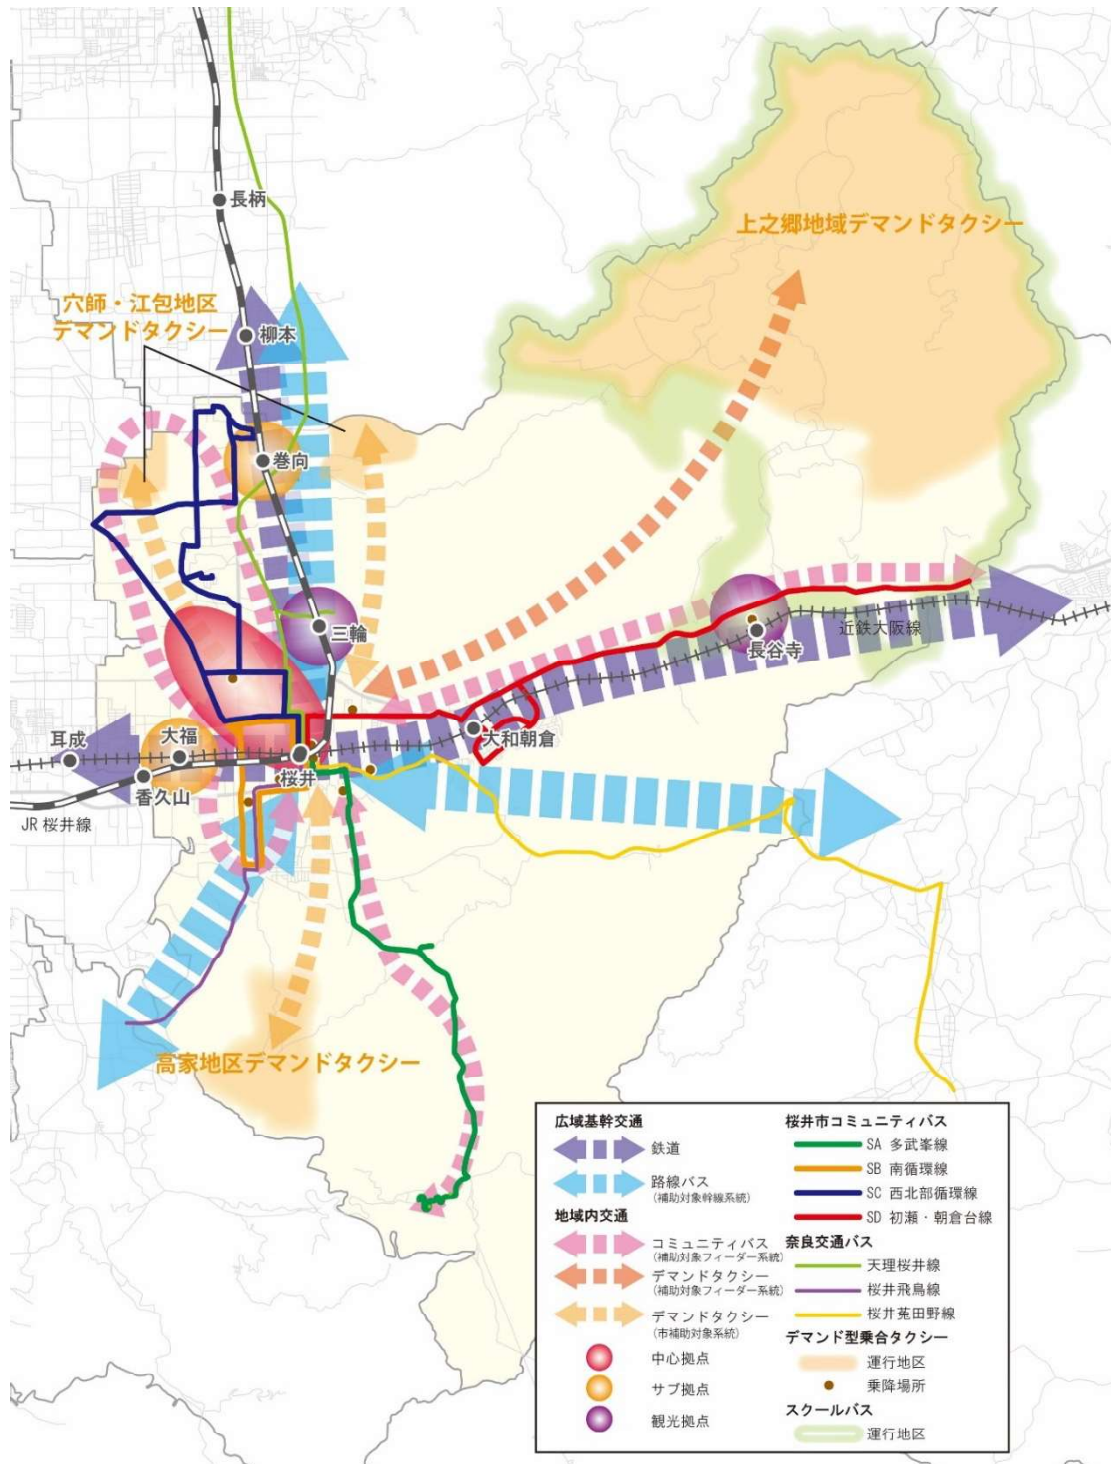 長柄
上之郷地域デマンドタクシー
穴師・江包地区
デマンドタクシー
柳本
巻向
三輪
近鉄大阪線
長谷寺
大和朝倉
耳成
大福
桜井
香久山
JR 桜井線
高家地区デマンドタクシー
広域基幹交通
鉄道
路線バス
(補助対象幹線系統)
地域内交通
コミュニティバス
(補助対象フィーダー系統)
デマンドタクシー
(補助対象フィーダー系統)
デマンドタクシー
(市補助対象系統)
中心拠点
サブ拠点
観光拠点
桜井市コミュニティバス
SA 多武峯線
SB 南循環線
SC 西北部循環線
SD 初瀬・朝倉台線
奈良交通バス
天理桜井線
桜井飛鳥線
桜井菟田野線
デマンド型乗合タクシー
運行地区
乗降場所
スクールバス
運行地区